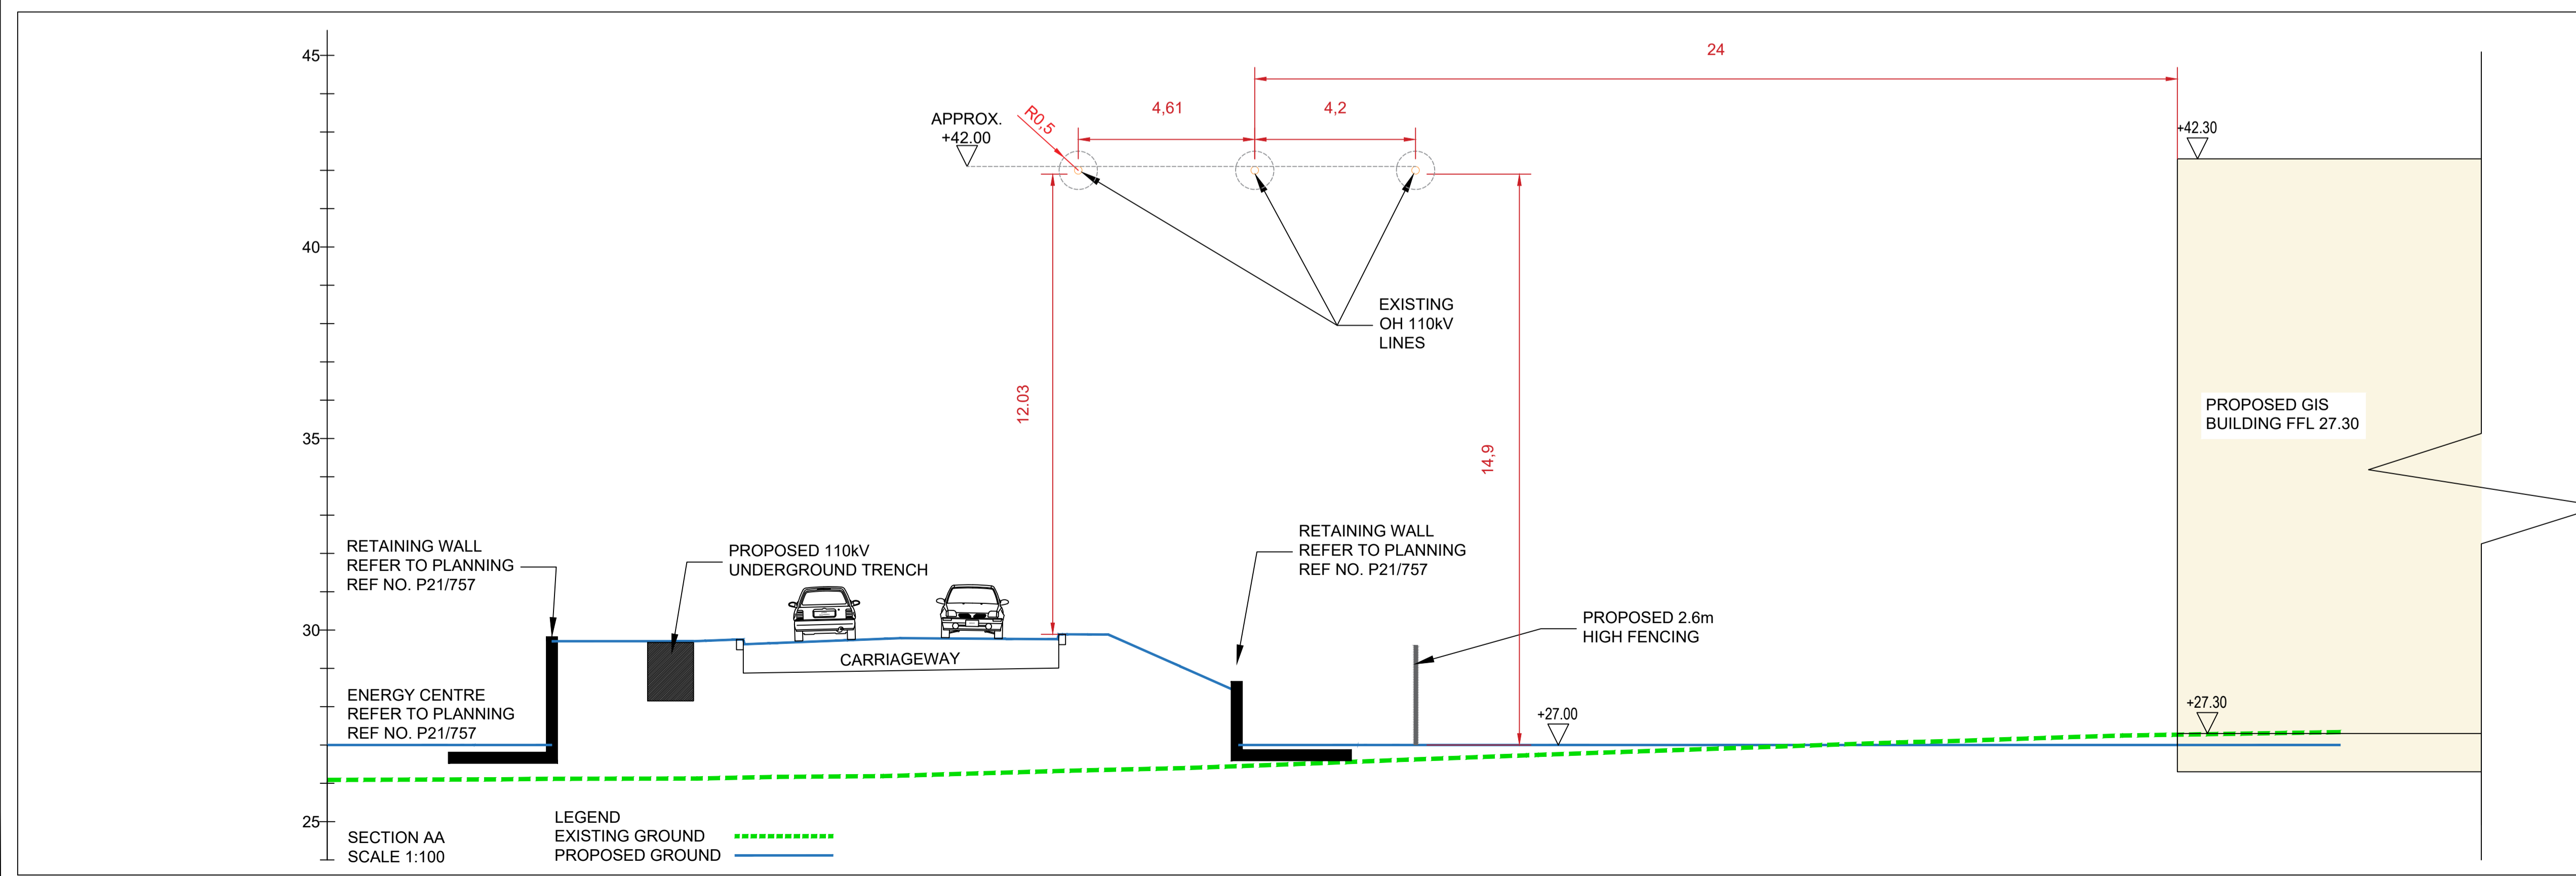 45
40
35
30
25
24
4,61
4,2
R0,5
APPROX.
+42.00
+42.30
EXISTING
OH 110kV
LINES
12.03
14,9
PROPOSED GIS
BUILDING FFL 27.30
RETAINING WALL
REFER TO PLANNING
REF NO. P21/757
PROPOSED 110kV
UNDERGROUND TRENCH
RETAINING WALL
REFER TO PLANNING
REF NO. P21/757
PROPOSED 2.6m
HIGH FENCING
CARRIAGEWAY
ENERGY CENTRE
REFER TO PLANNING
REF NO. P21/757
+27.00
+27.30
SECTION AA
SCALE 1:100
LEGEND
EXISTING GROUND
PROPOSED GROUND